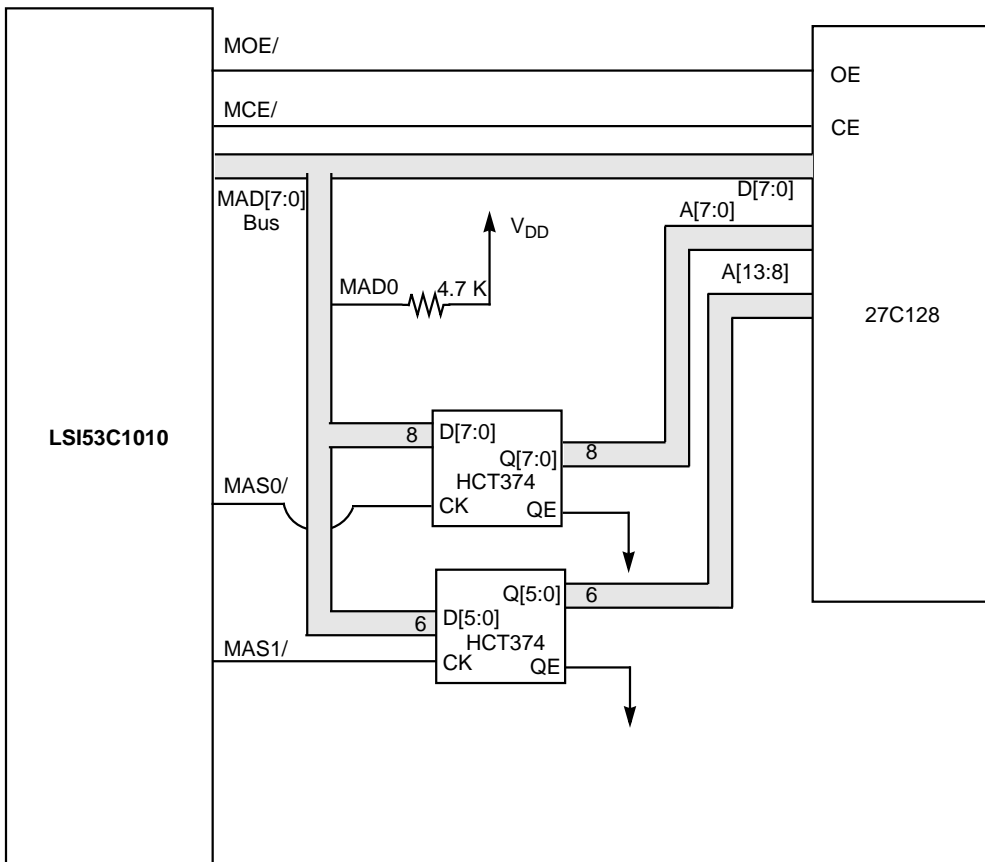 MOE/
OE
MCE/
CE
MAD[7:0]
Bus
D[7:0]
A[7:0]
VDD
A[13:8]
MAD0
4.7 K
27C128
LSI53C1010
8
D[7:0]
Q[7:0]
8
HCT374
MAS0/
CK
QE
Q[5:0]
6
6
D[5:0]
HCT374
MAS1/
CK
QE